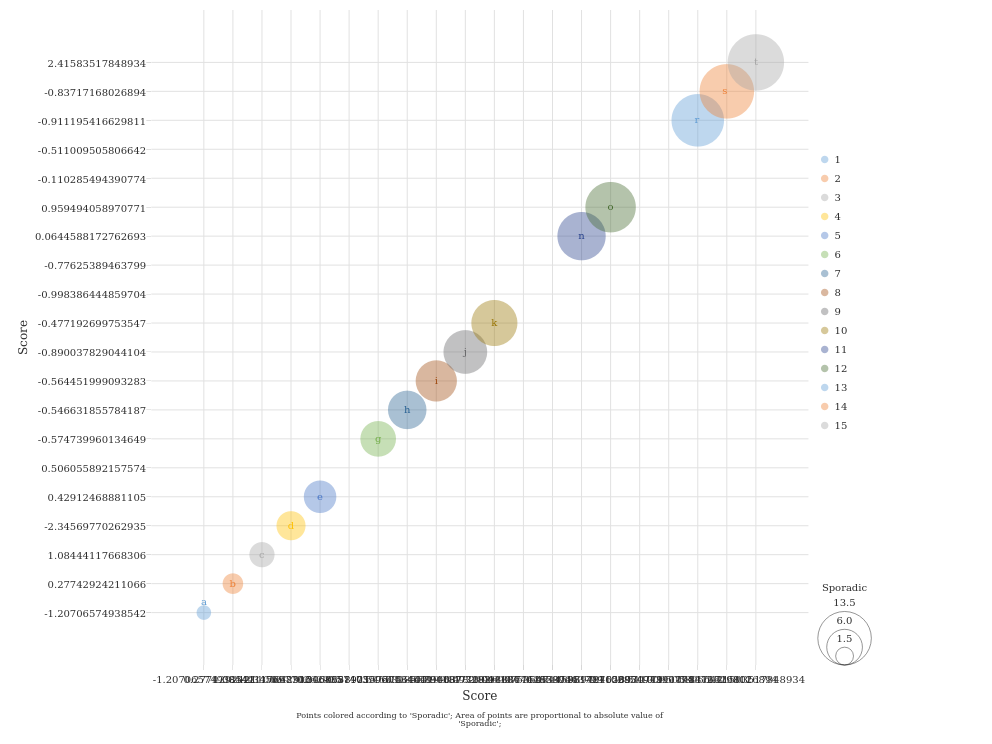 2.41583517848934
-0.83717168026894
-0.911195416629811
-0.511009505806642
-0.110285494390774
0.959494058970771
0.0644588172762693
-0.77625389463799
-0.998386444859704
-0.477192699753547
-0.890037829044104
-0.564451999093283
-0.546631855784187
-0.574739960134649
0.506055892157574
0.42912468881105
-2.34569770262935
1.08444117668306
0.27742924211066
-1.20706574938542
Score
t
s
r
o
n
k
j
i
h
g
e
d
c
b
a
1
2
3
4
5
6
7
8
9
10
11
12
13
14
15
Sporadic
13.5
6.0
1.5
Score
Points colored according to 'Sporadic'; Area of points are proportional to absolute value of
'Sporadic';